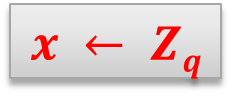 x ← Z_q